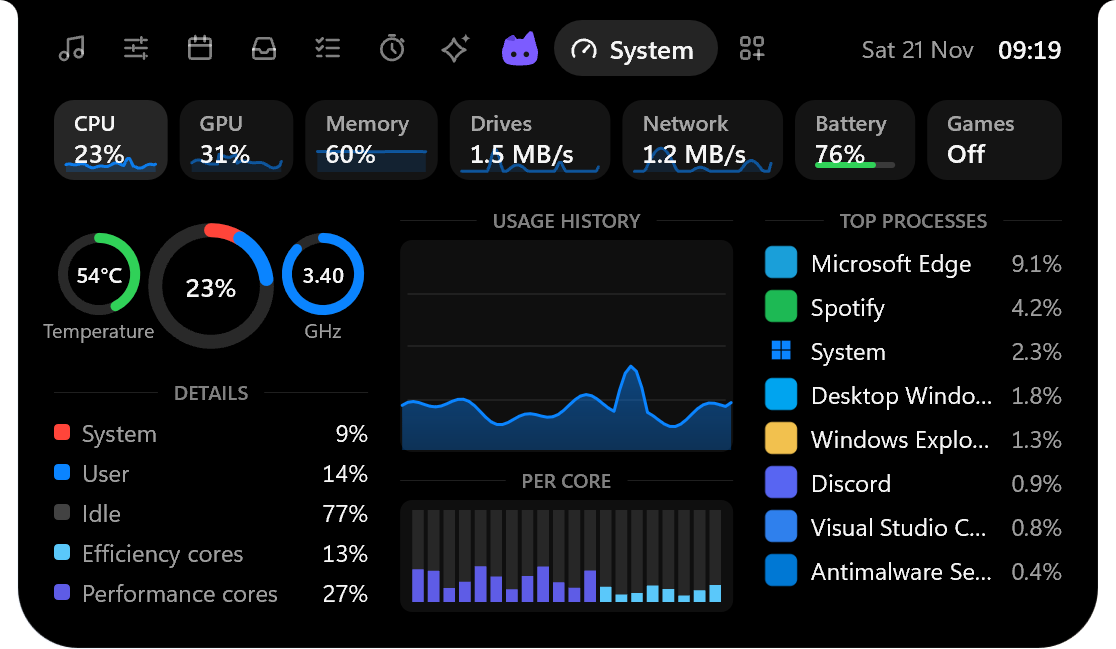 System
Sat 21 Nov 09:19
CPU
23%
GPU
31%
Memory
60%
Drives
1.5 MB/s
Network
1.2 MB/s
Battery
76%
Games
Off
54°C
Temperature
23%
3.40
GHz
DETAILS
System 9%
User 14%
Idle 77%
Efficiency cores 13%
Performance cores 27%
USAGE HISTORY
PER CORE
TOP PROCESSES
Microsoft Edge 9.1%
Spotify 4.2%
System 2.3%
Desktop Windo... 1.8%
Windows Explo... 1.3%
Discord 0.9%
Visual Studio C... 0.8%
Antimalware Se... 0.4%